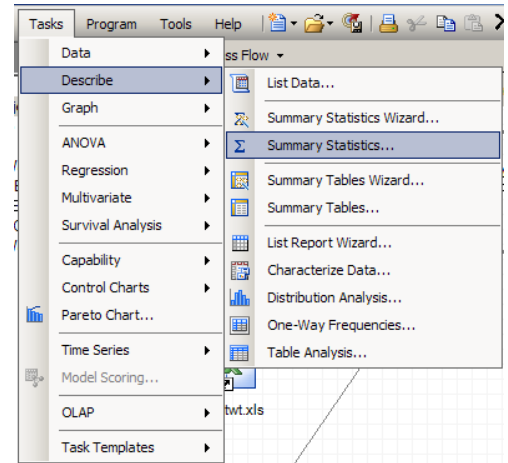 Tasks Program Tools Help
ss Flow
Data
Describe
Graph
ANOVA
Regression
Multivariate
Survival Analysis
Capability
Control Charts
Pareto Chart...
Time Series
Model Scoring...
OLAP
Task Templates
List Data...
Summary Statistics Wizard...
Σ Summary Statistics...
Summary Tables Wizard...
Summary Tables...
List Report Wizard...
Characterize Data...
Distribution Analysis...
One-Way Frequencies...
Table Analysis...
twt.xls